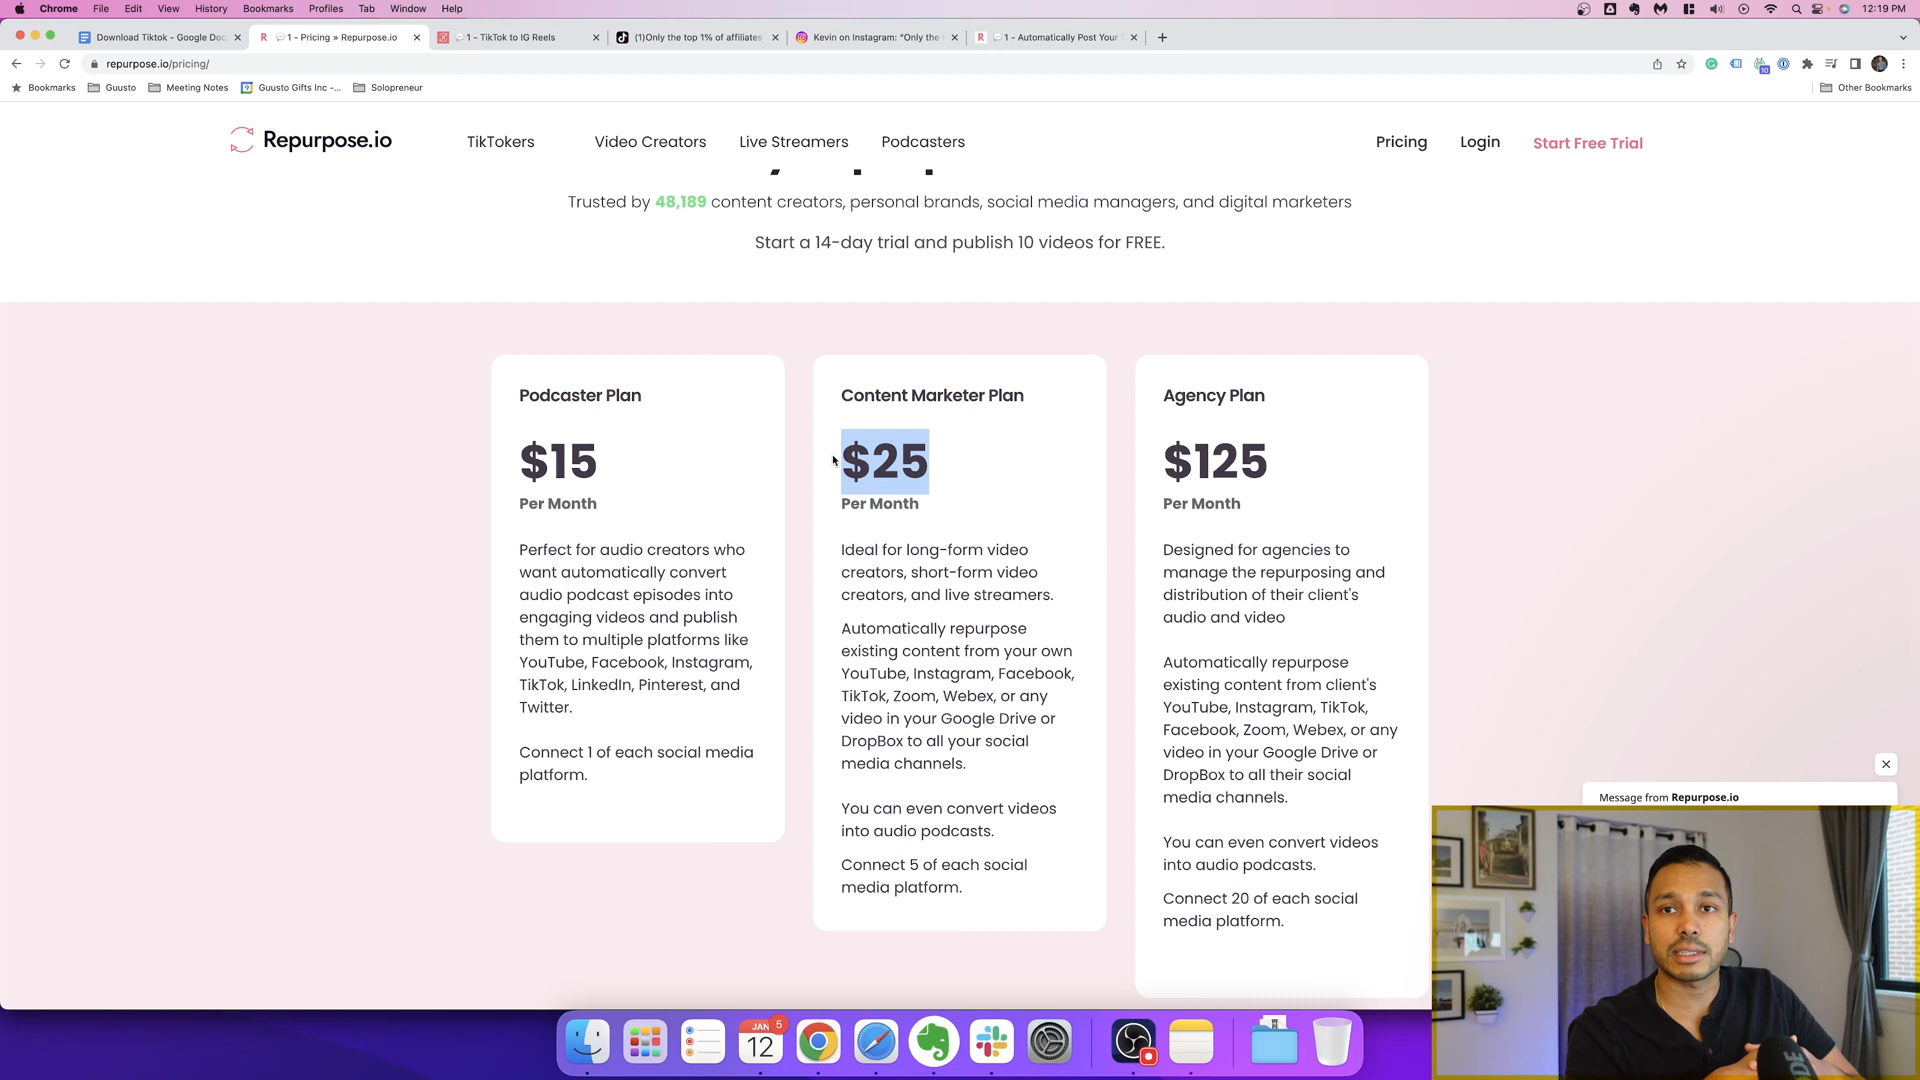 Chrome File Edit View History Bookmarks Profiles Tab Window Help 12:19 PM
Download Tiktok - Google Doc
1 - Pricing » Repurpose.io
1 - TikTok to IG Reels
(1)Only the top 1% of affiliates
Kevin on Instagram: "Only the
1 - Automatically Post Your
repurpose.io/pricing/
10
Bookmarks Guusto Meeting Notes Guusto Gifts Inc -... Solopreneur Other Bookmarks
Repurpose.io TikTokers Video Creators Live Streamers Podcasters Pricing Login Start Free Trial
Trusted by 48,189 content creators, personal brands, social media managers, and digital marketers
Start a 14-day trial and publish 10 videos for FREE.
Podcaster Plan
$15
Per Month
Perfect for audio creators who
want automatically convert
audio podcast episodes into
engaging videos and publish
them to multiple platforms like
YouTube, Facebook, Instagram,
TikTok, LinkedIn, Pinterest, and
Twitter.
Connect 1 of each social media
platform.
Content Marketer Plan
$25
Per Month
Ideal for long-form video
creators, short-form video
creators, and live streamers.
Automatically repurpose
existing content from your own
YouTube, Instagram, Facebook,
TikTok, Zoom, Webex, or any
video in your Google Drive or
DropBox to all your social
media channels.
You can even convert videos
into audio podcasts.
Connect 5 of each social
media platform.
Agency Plan
$125
Per Month
Designed for agencies to
manage the repurposing and
distribution of their client's
audio and video
Automatically repurpose
existing content from client's
YouTube, Instagram, TikTok,
Facebook, Zoom, Webex, or any
video in your Google Drive or
DropBox to all their social
media channels.
You can even convert videos
into audio podcasts.
Connect 20 of each social
media platform.
Message from Repurpose.io
JAN
12
5